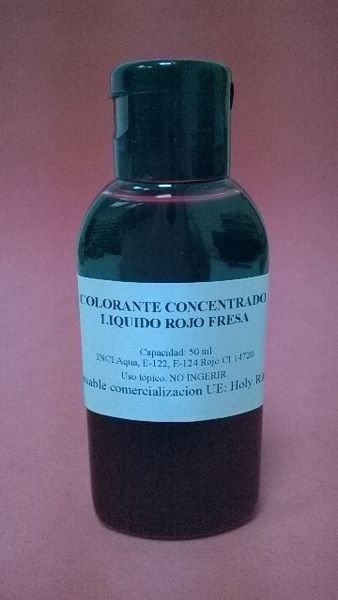 COLORANTE CONCENTRADO
LIQUIDO ROJO FRESA
Capacidad: 50 ml
INCI:Aqua, E-122, E-124 Rojo CI 14720
Uso tópico. NO INGERIR.
comercializacion UE: Holy